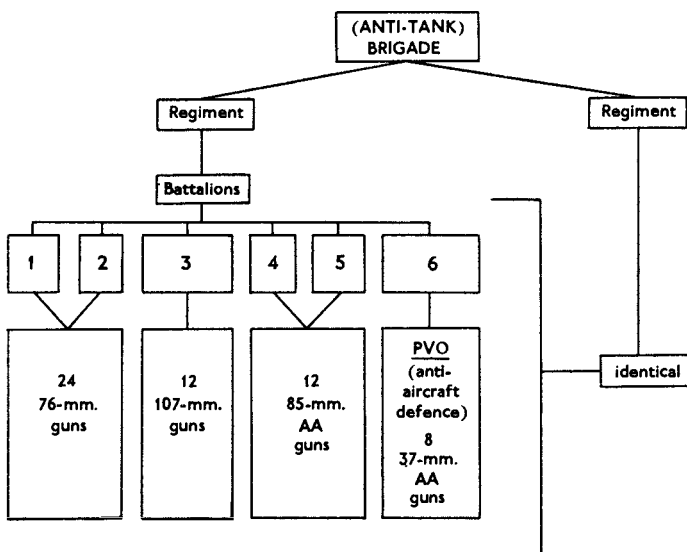 (ANTI-TANK)
BRIGADE
Regiment
Regiment
Battalions
1
2
3
4
5
6
24
76-mm.
guns
12
107-mm.
guns
12
85-mm.
AA
guns
PVO
(anti-
aircraft
defence)
8
37-mm.
AA
guns
identical